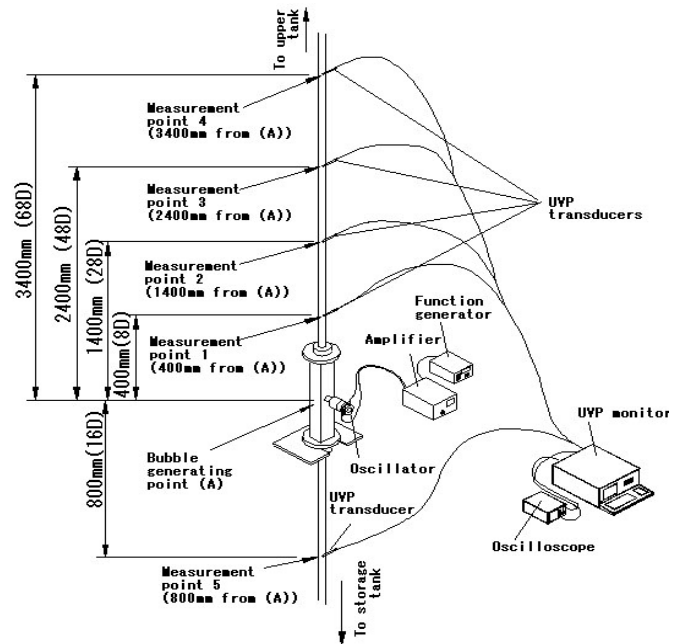 To upper
tank
Measurement
point 4
(3400mm from (A))
Measurement
point 3
(2400mm from (A))
UVP
transducers
Measurement
point 2
(1400mm from (A))
Function
generator
Amplifier
Measurement
point 1
(400mm from (A))
3400mm (68D)
2400mm (48D)
1400mm (28D)
400mm(8D)
800mm(16D)
UVP monitor
Bubble
generating
point (A)
Oscillator
UVP
transducer
Oscilloscope
Measurement
point 5
(800mm from (A))
To storage
tank